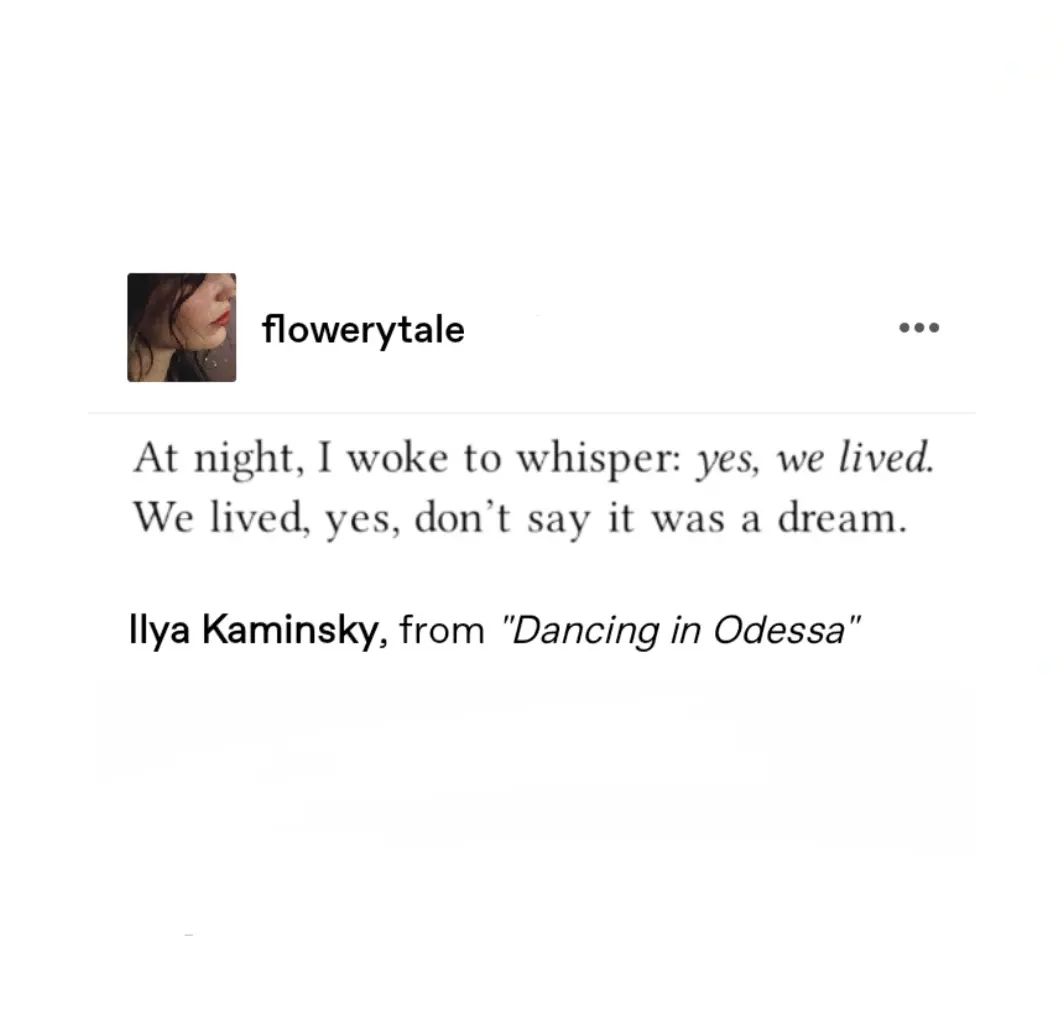 flowerytale
At night, I woke to whisper: yes, we lived.
We lived, yes, don’t say it was a dream.
Ilya Kaminsky, from "Dancing in Odessa"